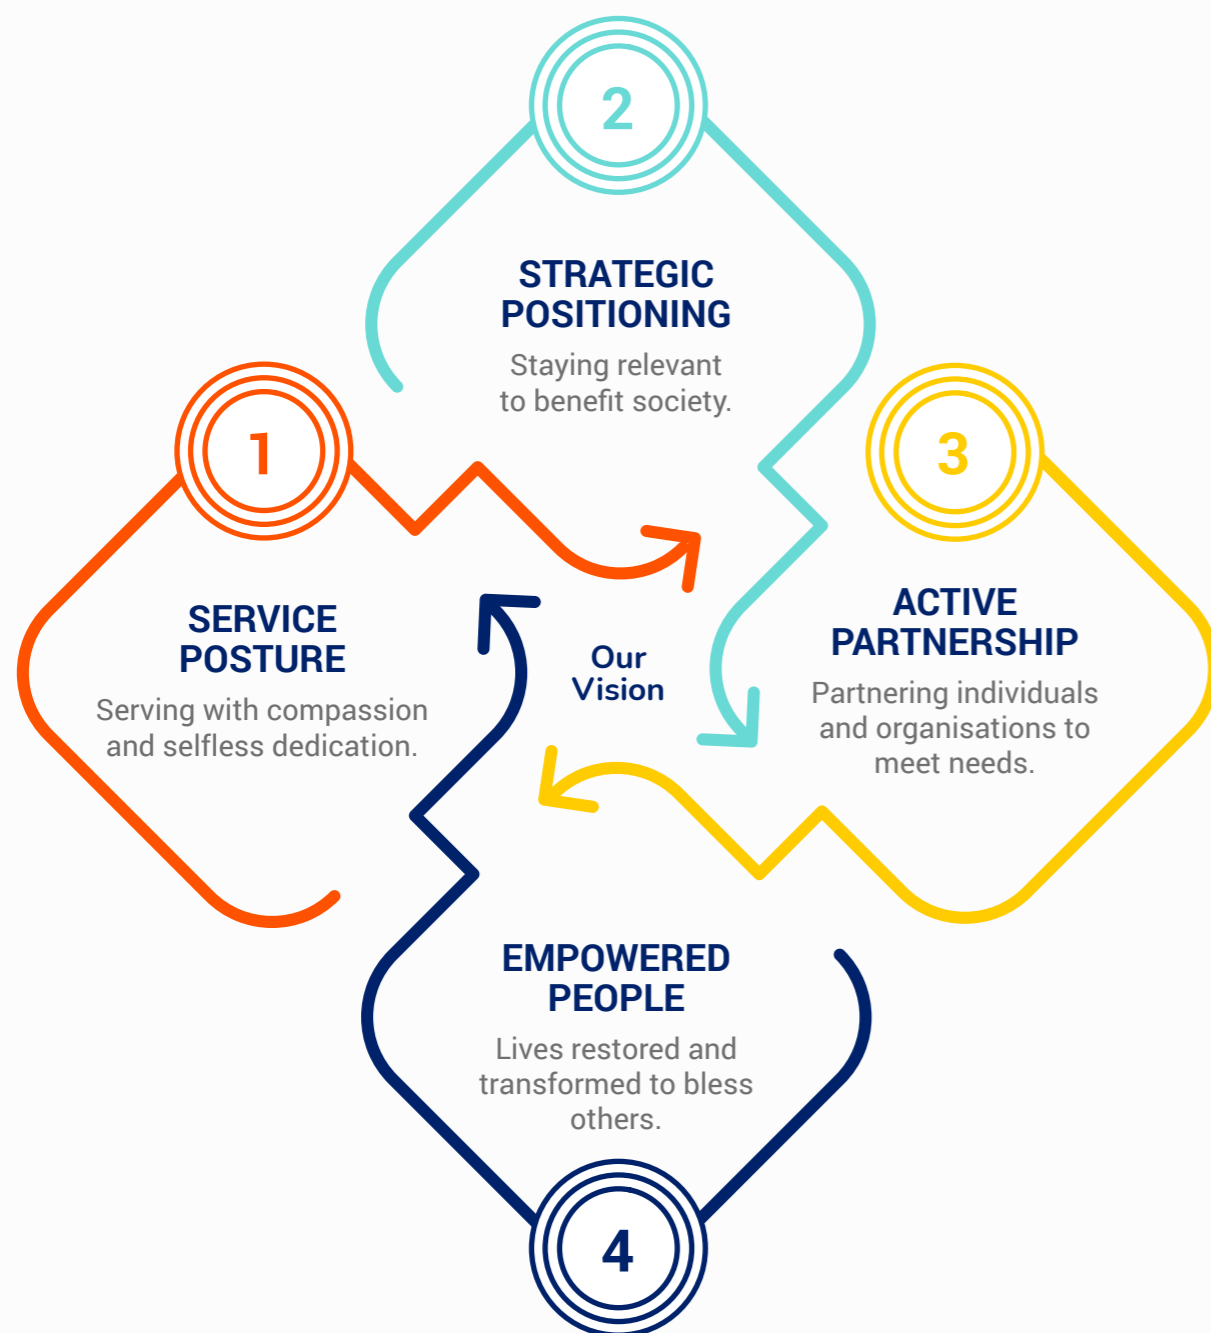 1
SERVICE
POSTURE
Serving with compassion
and selfless dedication.
2
STRATEGIC
POSITIONING
Staying relevant
to benefit society.
3
ACTIVE
PARTNERSHIP
Partnering individuals
and organisations to
meet needs.
Our
Vision
EMPOWERED
PEOPLE
Lives restored and
transformed to bless
others.
4